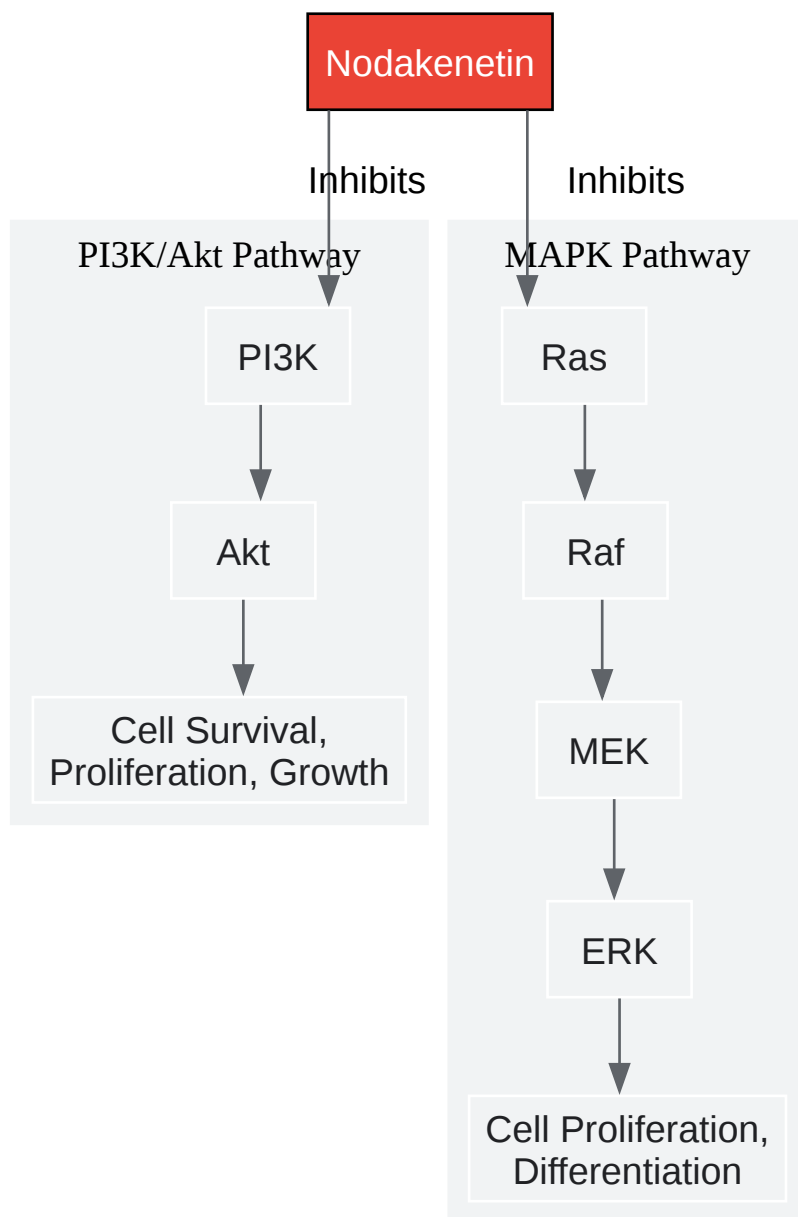 Nodakenetin
Inhibits
Inhibits
PI3K/Akt Pathway
MAPK Pathway
PI3K
Ras
Akt
Raf
Cell Survival,
Proliferation, Growth
MEK
ERK
Cell Proliferation,
Differentiation